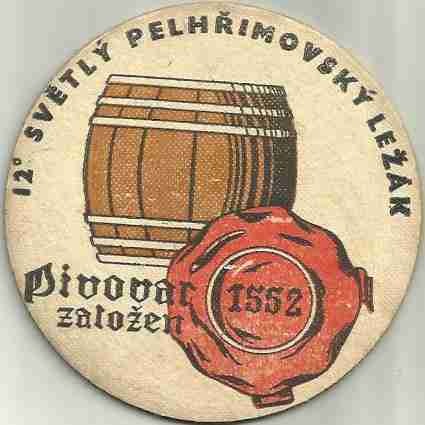 12° SVĚTLÝ PELHŘIMOVSKÝ LEŽÁK
Pivovar
založen
1552